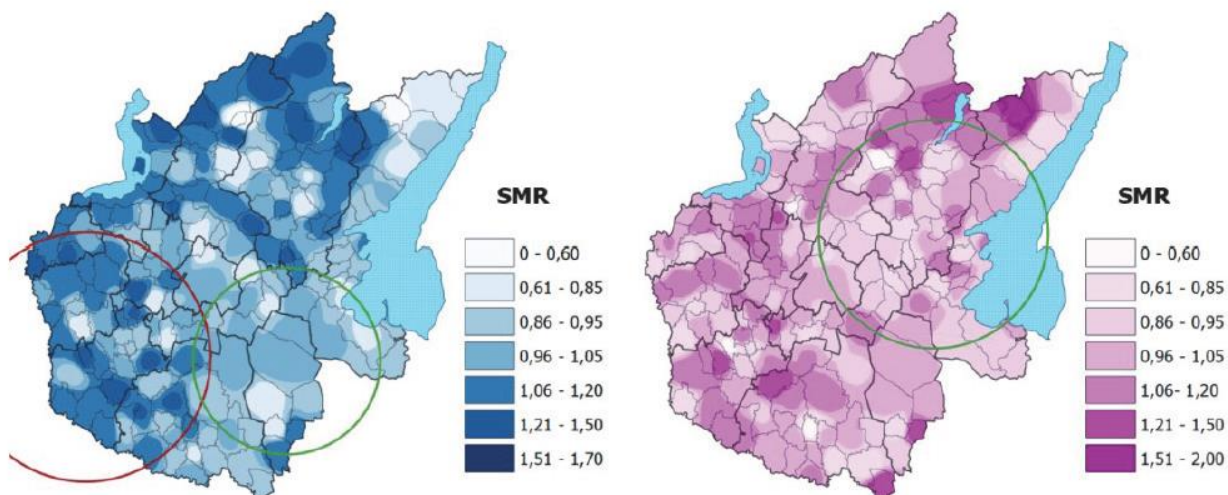 SMR
0 - 0,60
0,61 - 0,85
0,86 - 0,95
0,96 - 1,05
1,06 - 1,20
1,21 - 1,50
1,51 - 1,70
SMR
0 - 0,60
0,61 - 0,85
0,86 - 0,95
0,96 - 1,05
1,06- 1,20
1,21 - 1,50
1,51 - 2,00